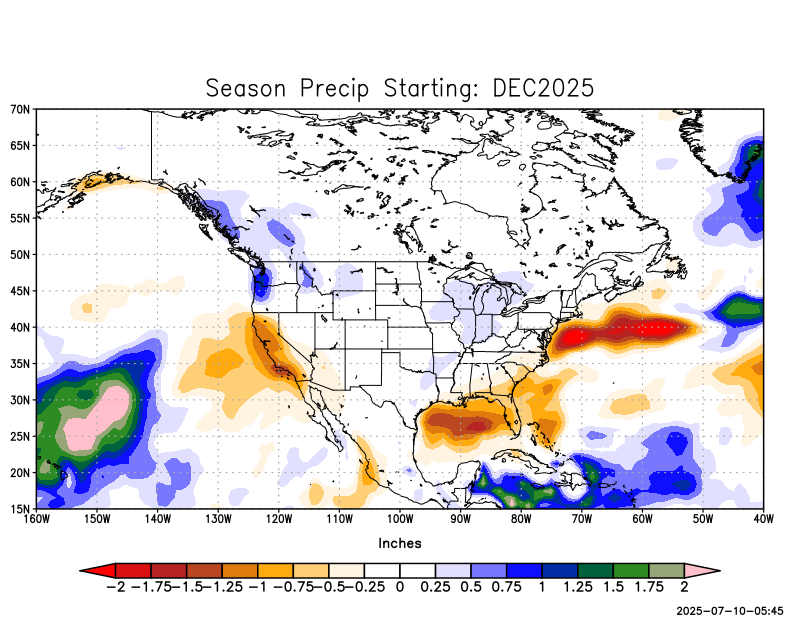 Season Precip Starting: DEC2025
70N
65N
60N
55N
50N
45N
40N
35N
30N
25N
20N
15N
160W 150W 140W 130W 120W 110W 100W 90W 80W 70W 60W 50W 40W
Inches
-2 -1.75-1.5-1.25 -1 -0.75-0.5-0.25 0 0.25 0.5 0.75 1 1.25 1.5 1.75 2
2025-07-10-05:45